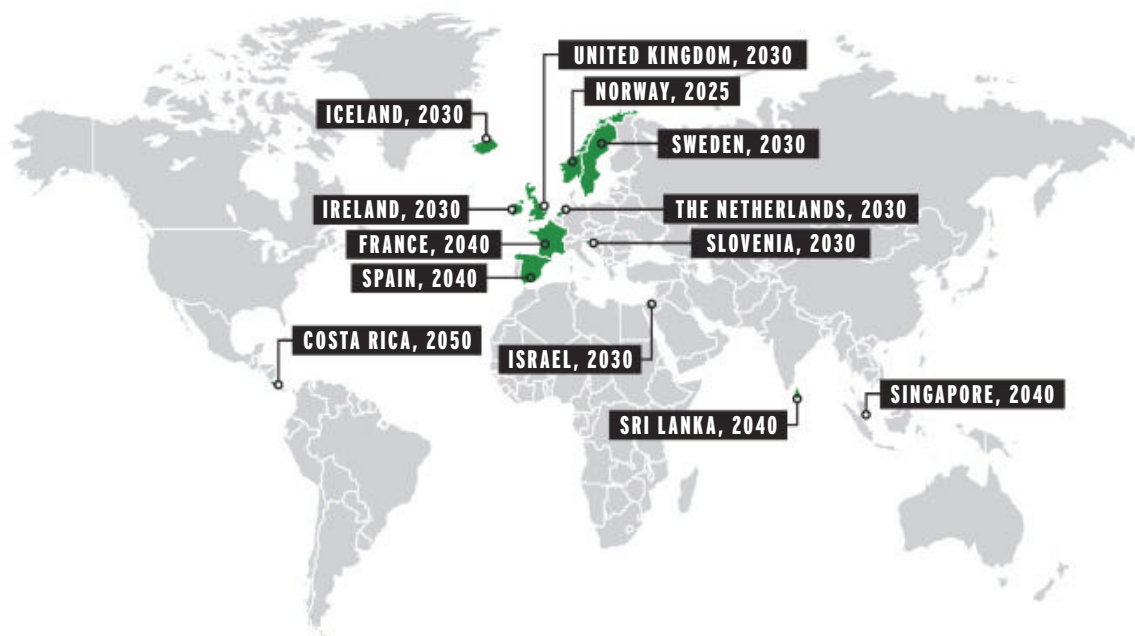 UNITED KINGDOM, 2030
NORWAY, 2025
ICELAND, 2030
SWEDEN, 2030
IRELAND, 2030
THE NETHERLANDS, 2030
FRANCE, 2040
SLOVENIA, 2030
SPAIN, 2040
COSTA RICA, 2050
ISRAEL, 2030
SINGAPORE, 2040
SRI LANKA, 2040